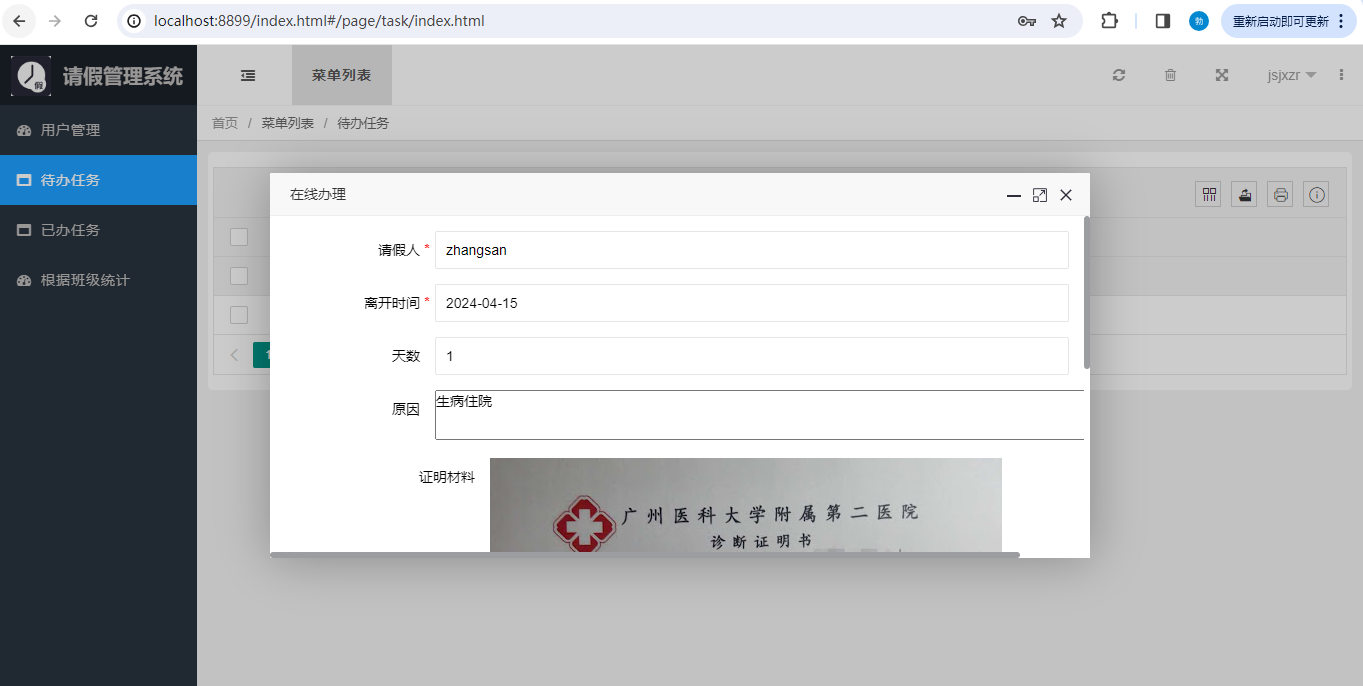 localhost:8899/index.html#/page/task/index.html
勃
重新启动即可更新
假
请假管理系统
菜单列表
jsjxzr
用户管理
首页 / 菜单列表 / 待办任务
待办任务
已办任务
根据班级统计
在线办理
请假人 * zhangsan
离开时间 * 2024-04-15
天数 1
原因 生病住院
证明材料
广州医科大学附属第二医院
诊断证明书